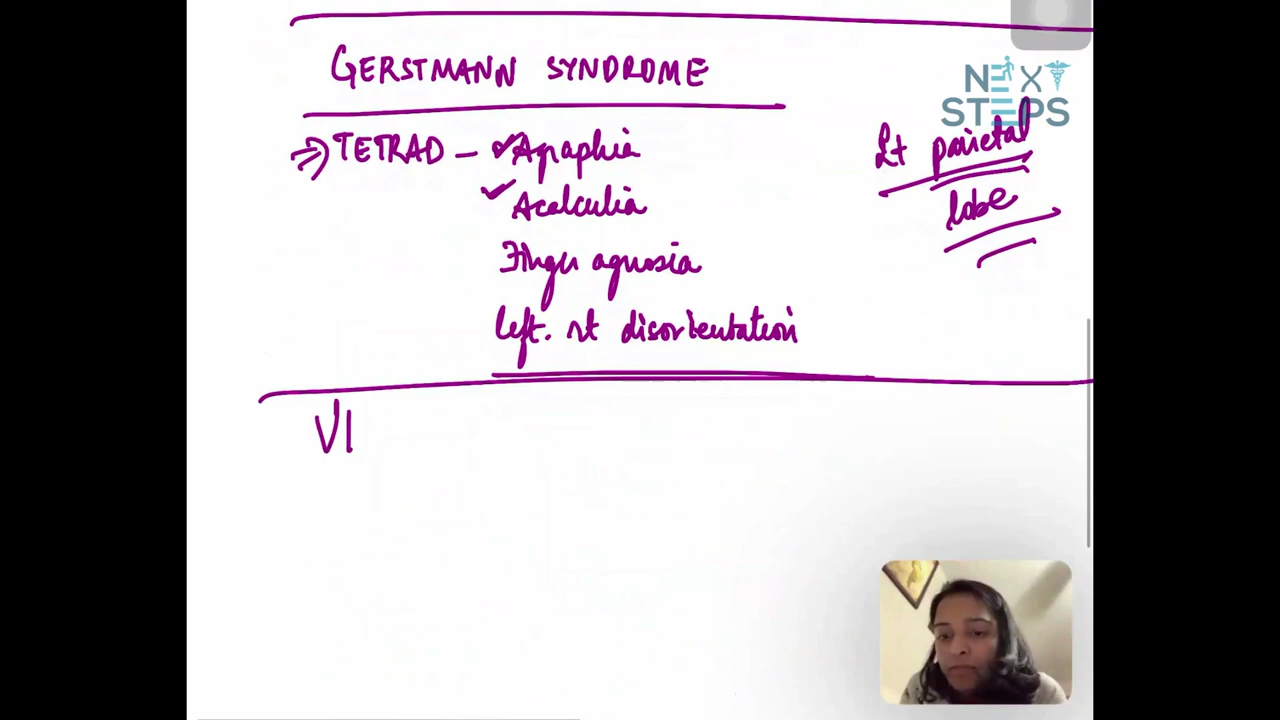 GERSTMANN SYNDROME
NEXT
STEPS
=> TETRAD - Agraphia
Lt parietal
Acalculia
lobe
Finger agnosia
left. rt disorientation
VI